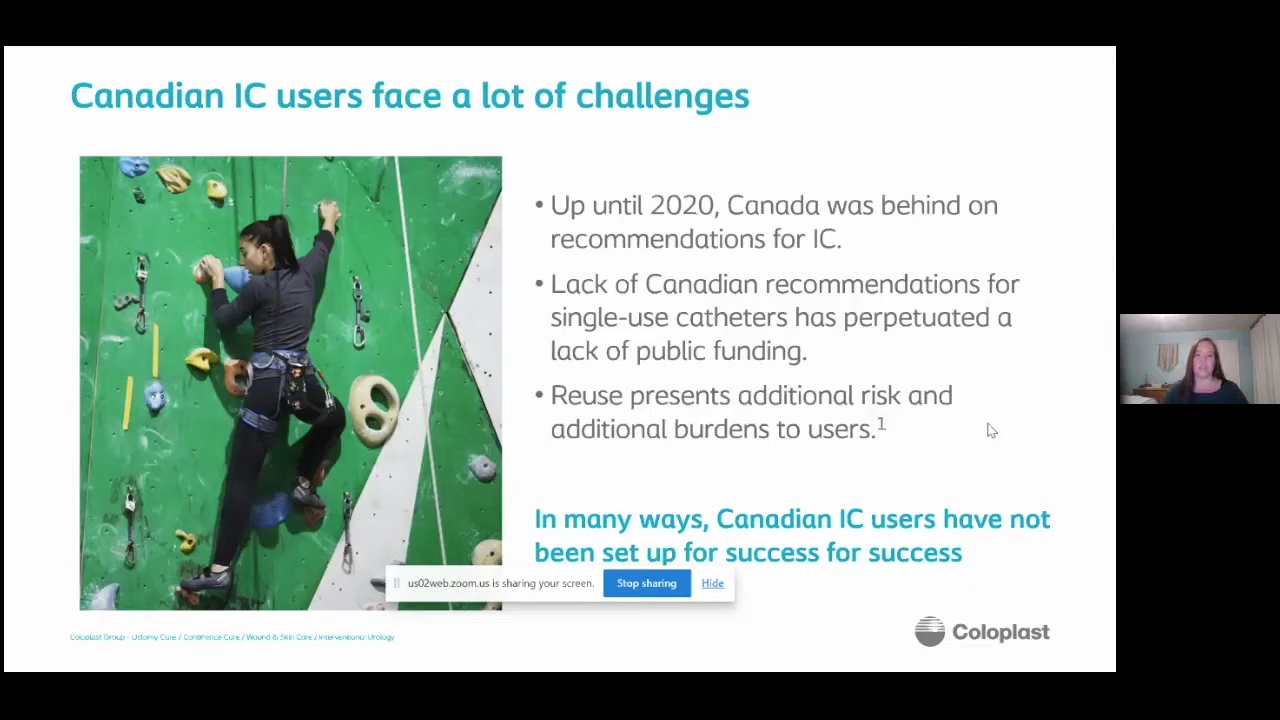 Canadian IC users face a lot of challenges
• Up until 2020, Canada was behind on
recommendations for IC.
• Lack of Canadian recommendations for
single-use catheters has perpetuated a
lack of public funding.
• Reuse presents additional risk and
additional burdens to users.1
In many ways, Canadian IC users have not
been set up for success for success
us02web.zoom.us is sharing your screen. Stop sharing Hide
Coloplast Group - Ostomy Care / Continence Care / Wound & Skin Care / Interventional Urology
Coloplast